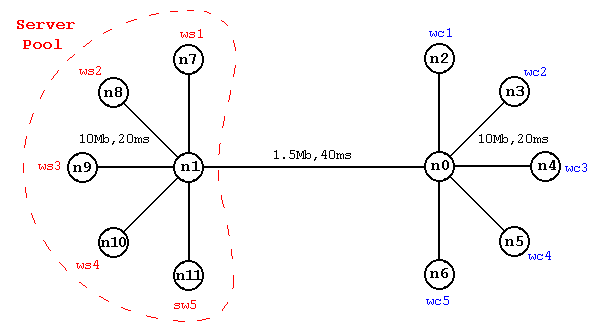 Server
Pool
ws1
n7
ws2
n8
10Mb,20ms
ws3
n9
n1
ws4
n10
n11
sw5
1.5Mb,40ms
wc1
n2
wc2
n3
10Mb,20ms
n0
n4
wc3
n5
wc4
n6
wc5